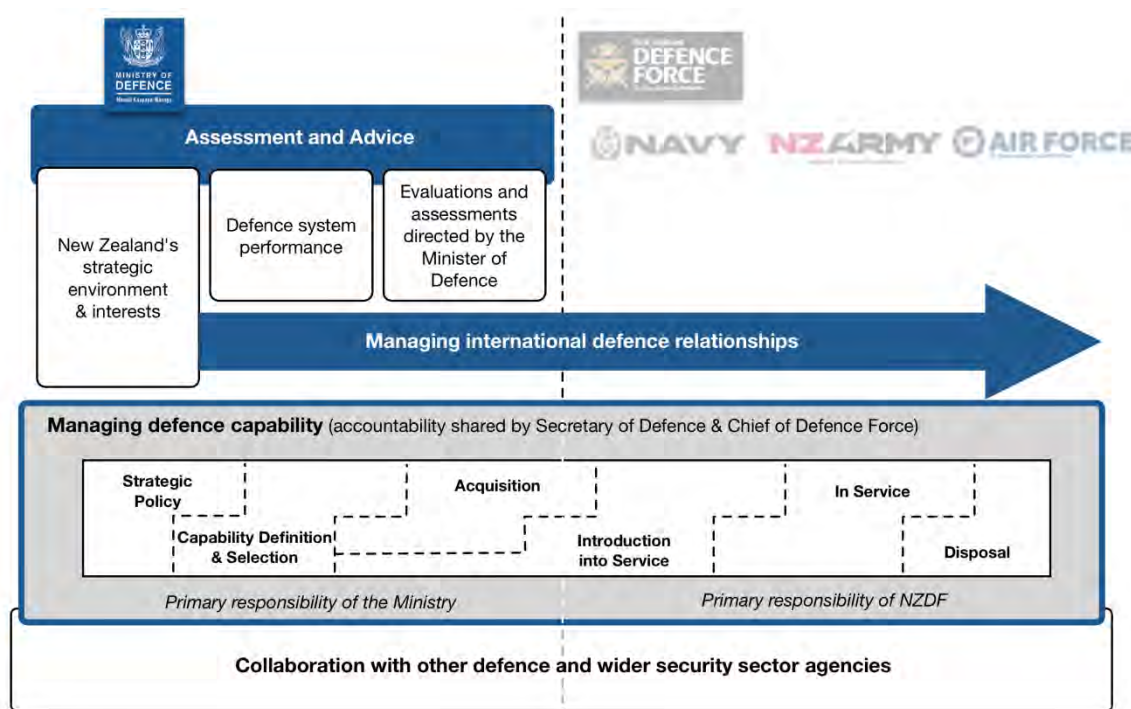 MINISTRY OF
DEFENCE
DEFENCE
FORCE
NAVY
NZARMY
AIR FORCE
Assessment and Advice
New Zealand's
strategic
environment
& interests
Defence system
performance
Evaluations and
assessments
directed by the
Minister of
Defence
Managing international defence relationships
Managing defence capability (accountability shared by Secretary of Defence & Chief of Defence Force)
Strategic
Policy
Capability Definition
& Selection
Acquisition
Introduction
into Service
In Service
Disposal
Primary responsibility of the Ministry
Primary responsibility of NZDF
Collaboration with other defence and wider security sector agencies